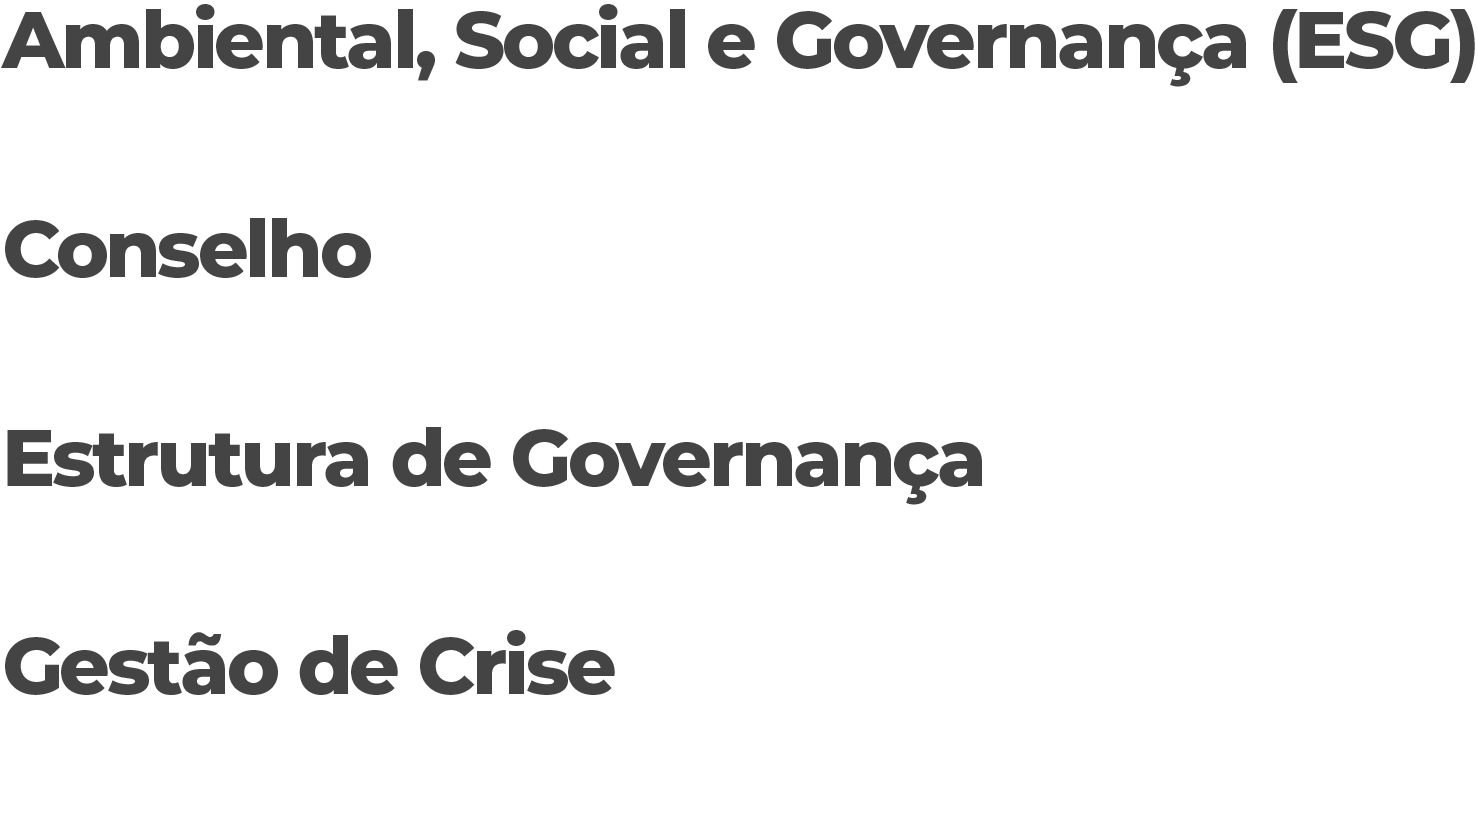 Ambiental, Social e Governança (ESG)
Conselho
Estrutura de Governança
Gestão de Crise